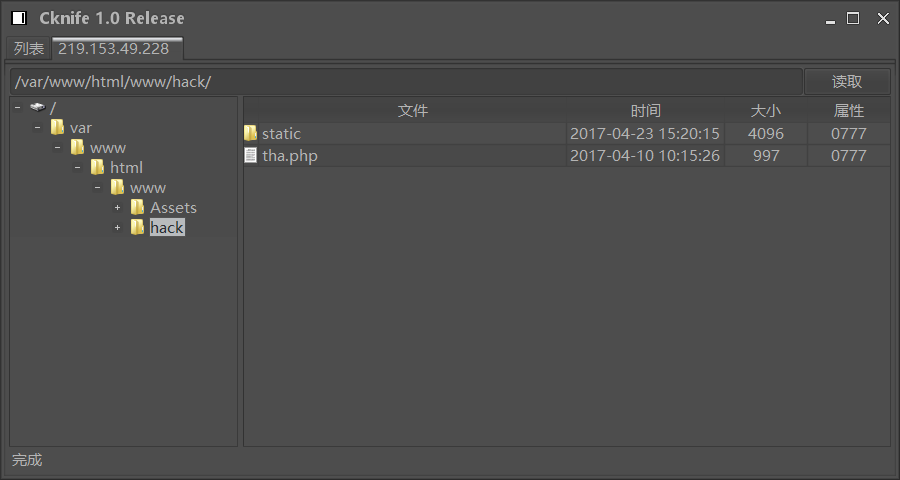 Cknife 1.0 Release
列表 219.153.49.228
/var/www/html/www/hack/ 读取
/
var
www
html
www
Assets
hack
文件 时间 大小 属性
static 2017-04-23 15:20:15 4096 0777
tha.php 2017-04-10 10:15:26 997 0777
完成